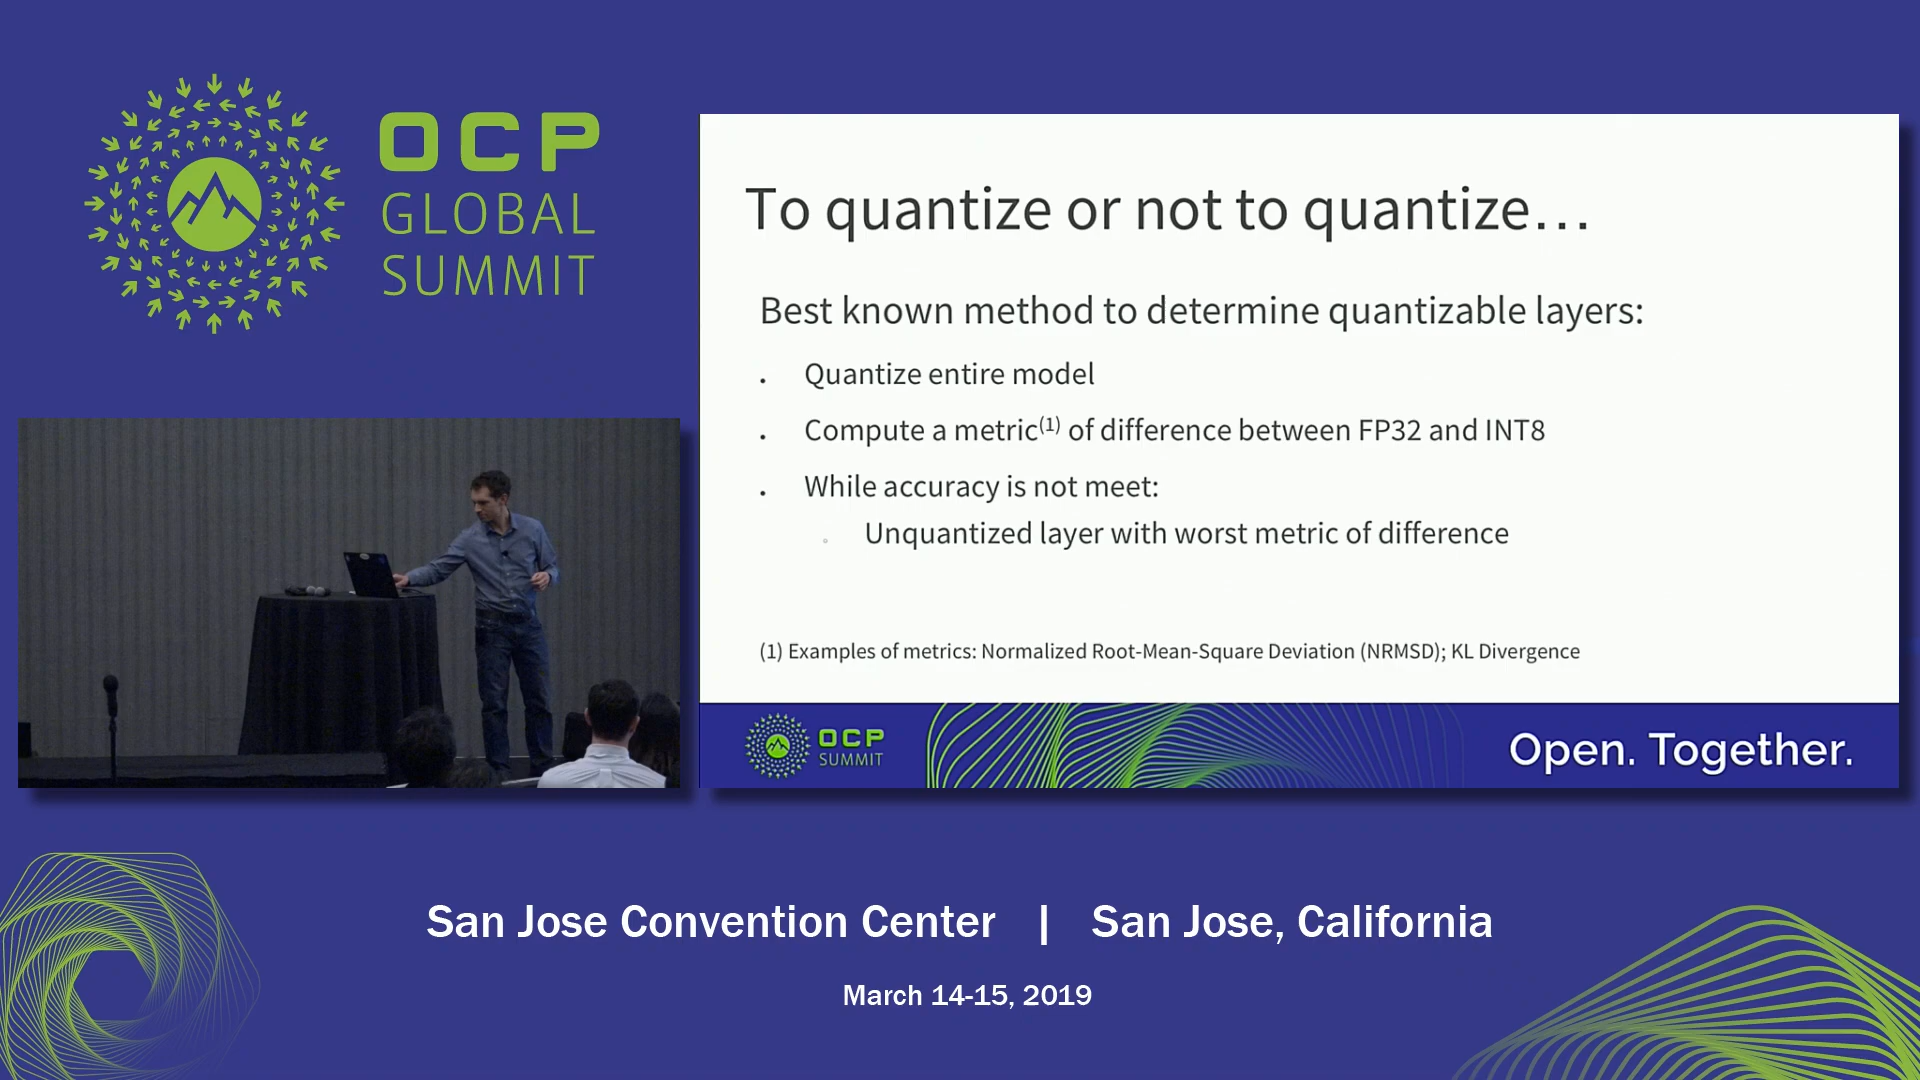 OCP
GLOBAL
SUMMIT
To quantize or not to quantize…
Best known method to determine quantizable layers:
. Quantize entire model
. Compute a metric(1) of difference between FP32 and INT8
. While accuracy is not meet:
◦ Unquantized layer with worst metric of difference
(1) Examples of metrics: Normalized Root-Mean-Square Deviation (NRMSD); KL Divergence
OCP
SUMMIT
Open. Together.
San Jose Convention Center | San Jose, California
March 14-15, 2019